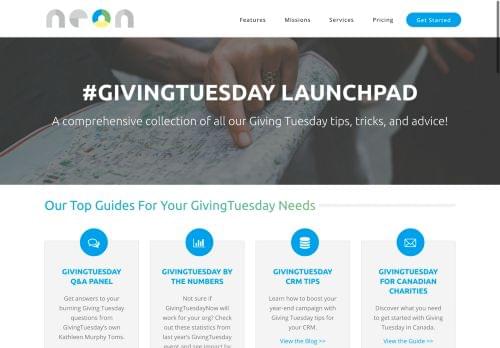 neon
Features Missions Services Pricing Get Started
#GIVINGTUESDAY LAUNCHPAD
A comprehensive collection of all our Giving Tuesday tips, tricks, and advice!
Our Top Guides For Your GivingTuesday Needs
GIVINGTUESDAY
Q&A PANEL
Get answers to your
burning Giving Tuesday
questions from
GivingTuesday's own
Kathleen Murphy Toms.
GIVINGTUESDAY BY
THE NUMBERS
Not sure if
GivingTuesdayNow will
work for your org? Check
out these statistics from
last year's GivingTuesday
event and see impact by
GIVINGTUESDAY
CRM TIPS
Learn how to boost your
year-end campaign with
Giving Tuesday tips for
your CRM.
View the Blog >>
GIVINGTUESDAY
FOR CANADIAN
CHARITIES
Discover what you need
to get started with Giving
Tuesday in Canada.
View the Guide >>